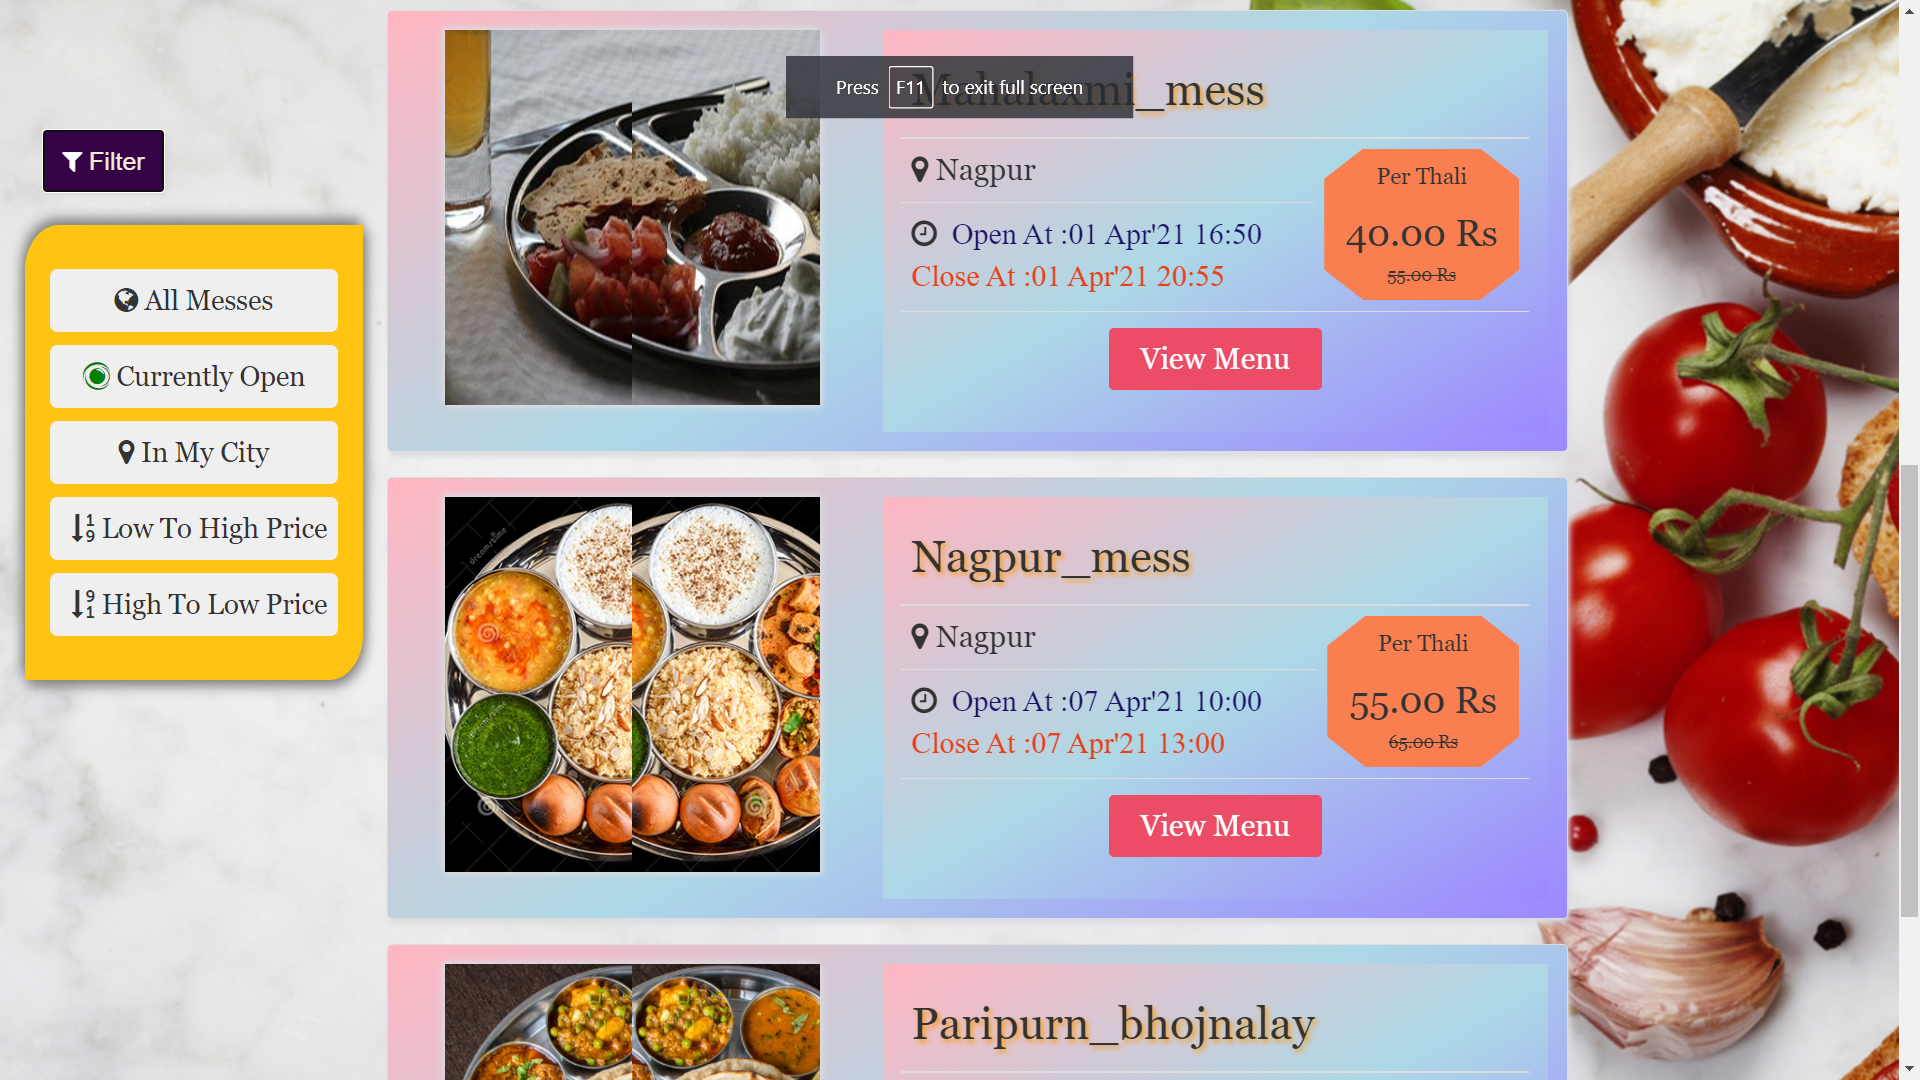 Press F11 to exit full screen
Mahalaxmi_mess
Filter
Nagpur
Per Thali
Open At :01 Apr'21 16:50
40.00 Rs
Close At :01 Apr'21 20:55
55.00 Rs
All Messes
View Menu
Currently Open
In My City
Low To High Price
High To Low Price
Nagpur_mess
dreamstime
Nagpur
Per Thali
Open At :07 Apr'21 10:00
55.00 Rs
Close At :07 Apr'21 13:00
65.00 Rs
View Menu
Paripurn_bhojnalay